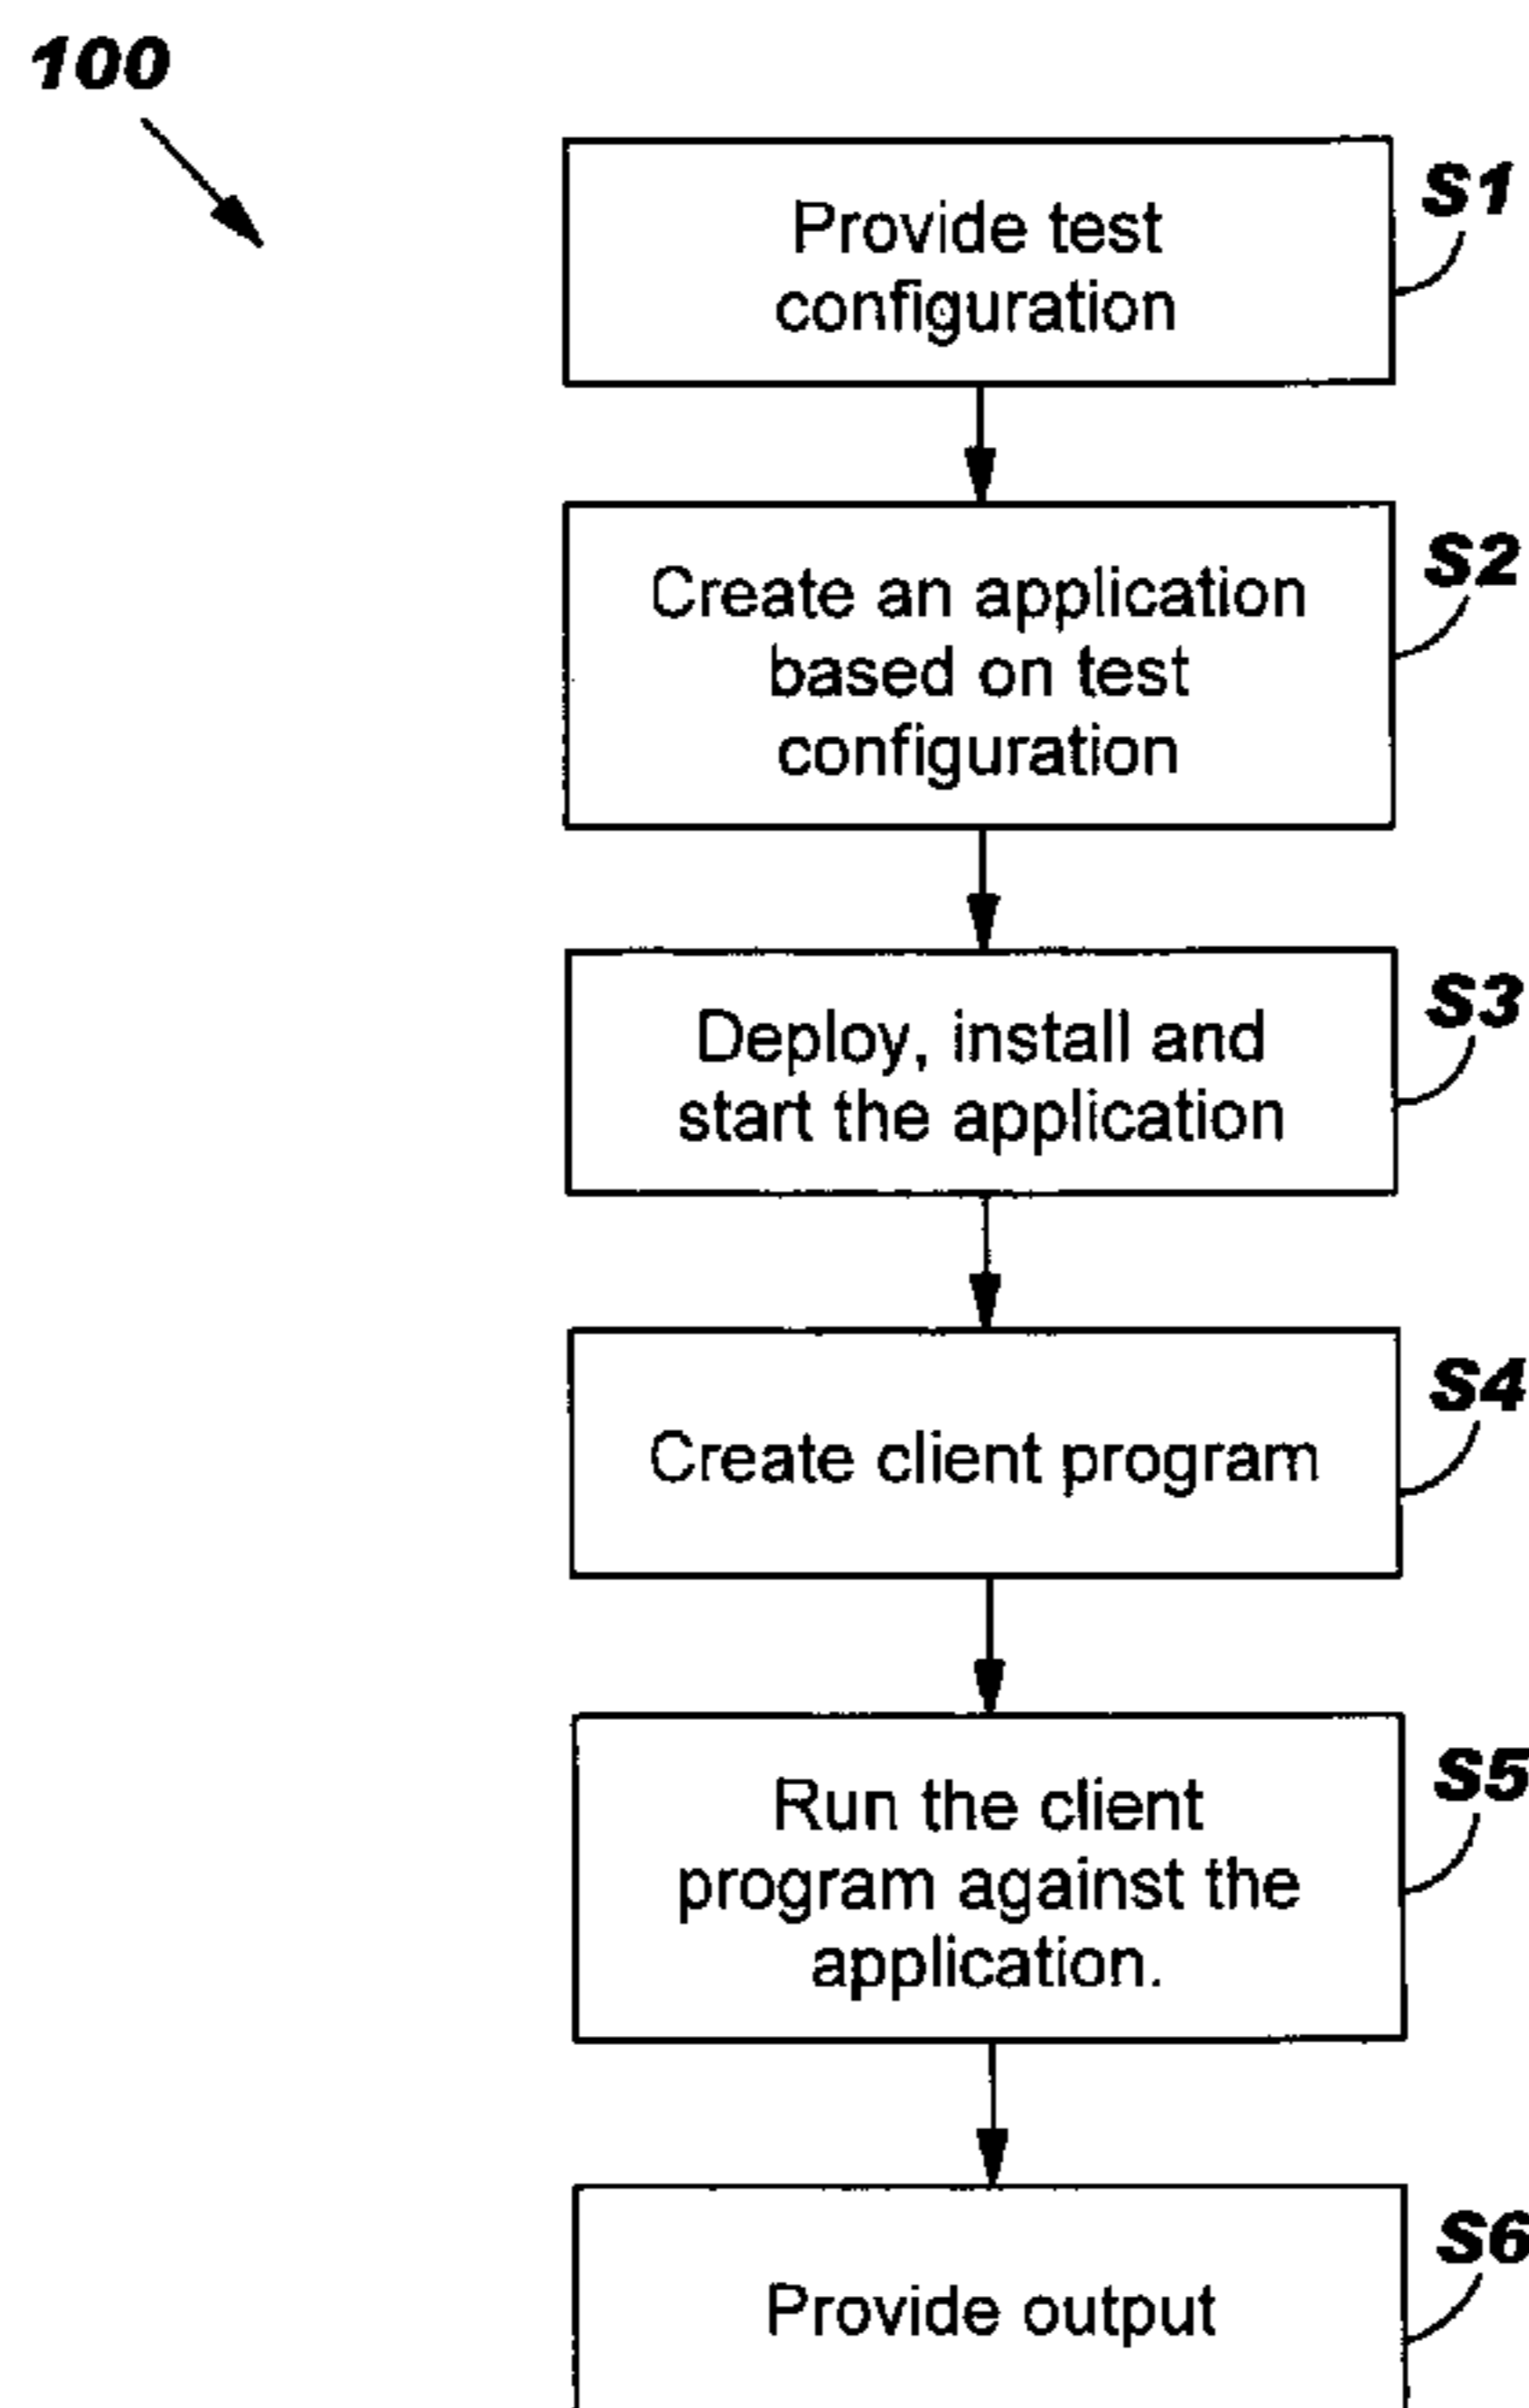 100
Provide test
configuration
S1
Create an application
based on test
configuration
S2
Deploy, install and
start the application
S3
Create client program
S4
Run the client
program against the
application.
S5
Provide output
S6